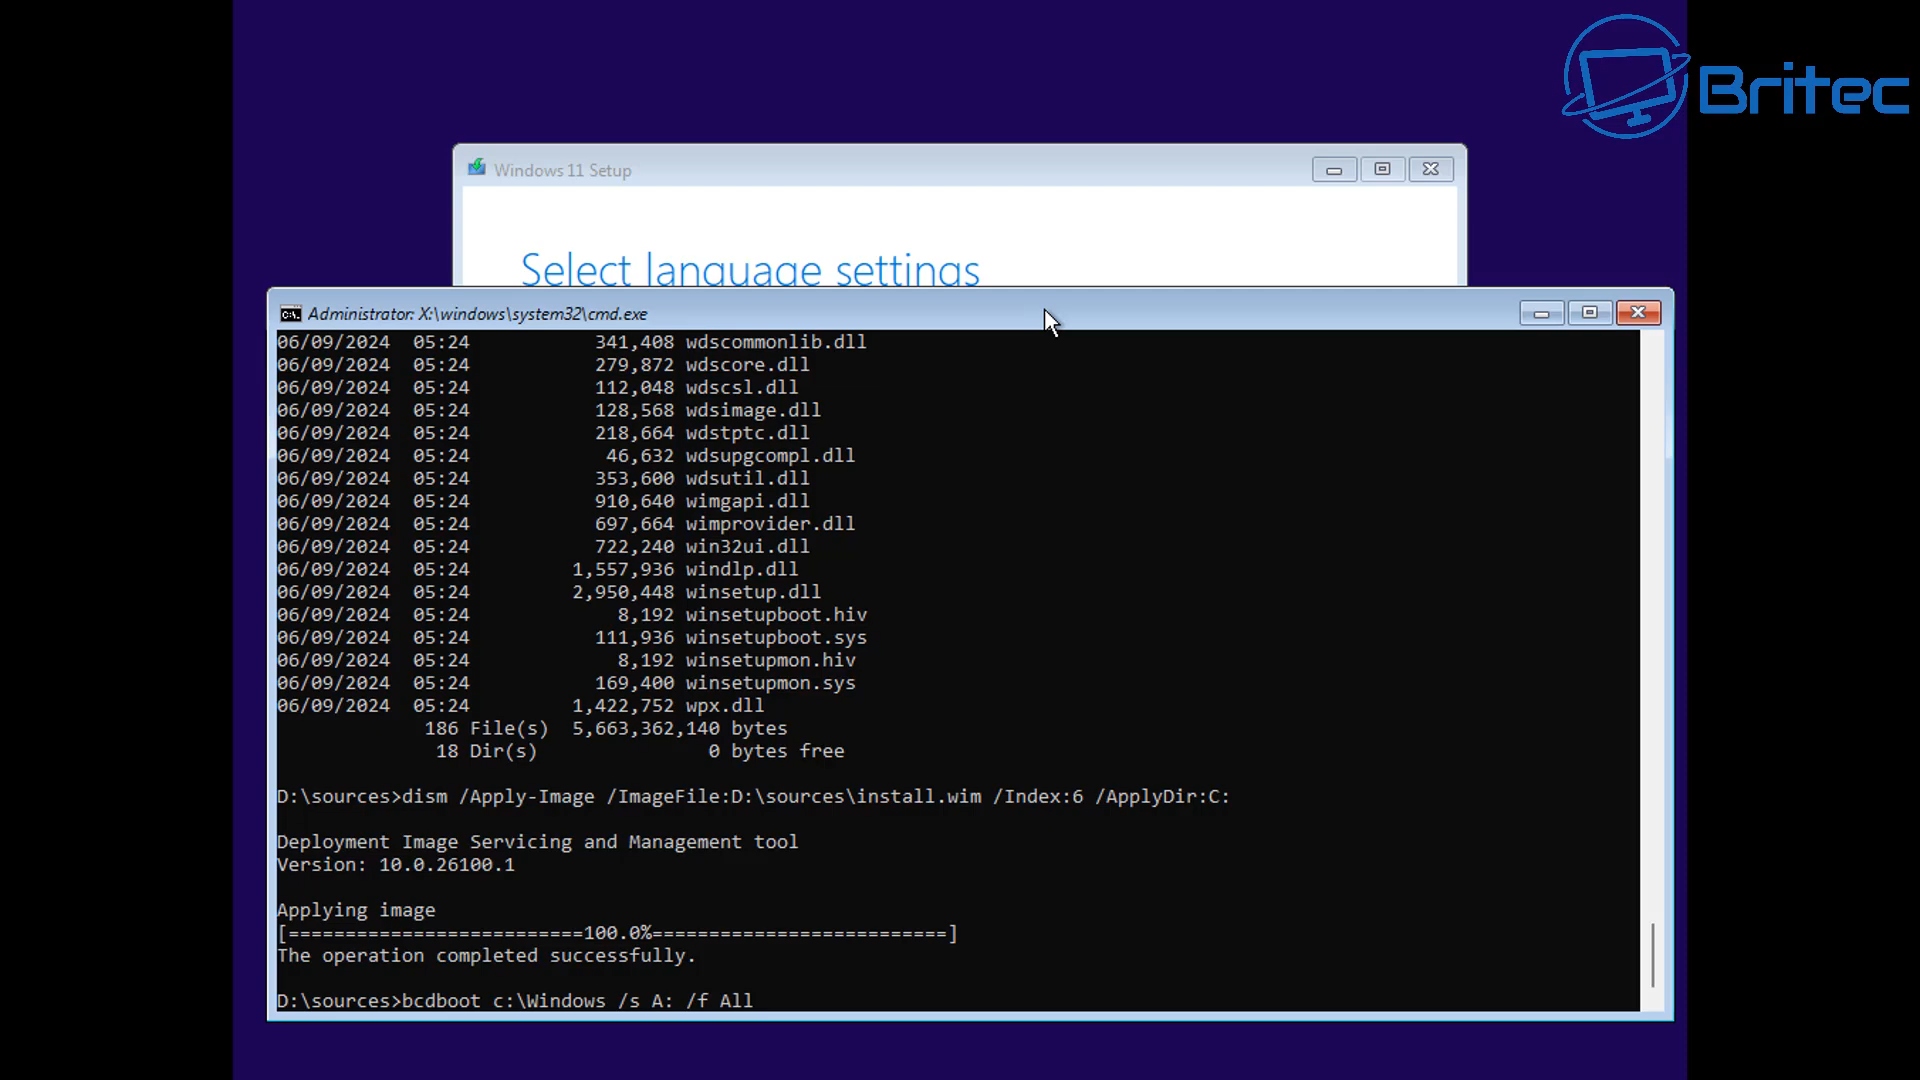 Britec
Windows 11 Setup
Select language settings
Administrator: X:\windows\system32\cmd.exe
06/09/2024  05:24           341,408 wdscommonlib.dll
06/09/2024  05:24           279,872 wdscore.dll
06/09/2024  05:24           112,048 wdscsl.dll
06/09/2024  05:24           128,568 wdsimage.dll
06/09/2024  05:24           218,664 wdstptc.dll
06/09/2024  05:24            46,632 wdsupgcompl.dll
06/09/2024  05:24           353,600 wdsutil.dll
06/09/2024  05:24           910,640 wimgapi.dll
06/09/2024  05:24           697,664 wimprovider.dll
06/09/2024  05:24           722,240 win32ui.dll
06/09/2024  05:24         1,557,936 windlp.dll
06/09/2024  05:24         2,950,448 winsetup.dll
06/09/2024  05:24             8,192 winsetupboot.hiv
06/09/2024  05:24           111,936 winsetupboot.sys
06/09/2024  05:24             8,192 winsetupmon.hiv
06/09/2024  05:24           169,400 winsetupmon.sys
06/09/2024  05:24         1,422,752 wpx.dll
186 File(s)  5,663,362,140 bytes
18 Dir(s)               0 bytes free
D:\sources>dism /Apply-Image /ImageFile:D:\sources\install.wim /Index:6 /ApplyDir:C:
Deployment Image Servicing and Management tool
Version: 10.0.26100.1
Applying image
[==========================100.0%==========================]
The operation completed successfully.
D:\sources>bcdboot c:\Windows /s A: /f All